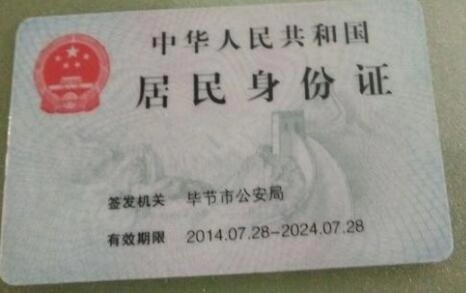 中华人民共和国
居民身份证
签发机关 毕节市公安局
有效期限 2014.07.28-2024.07.28